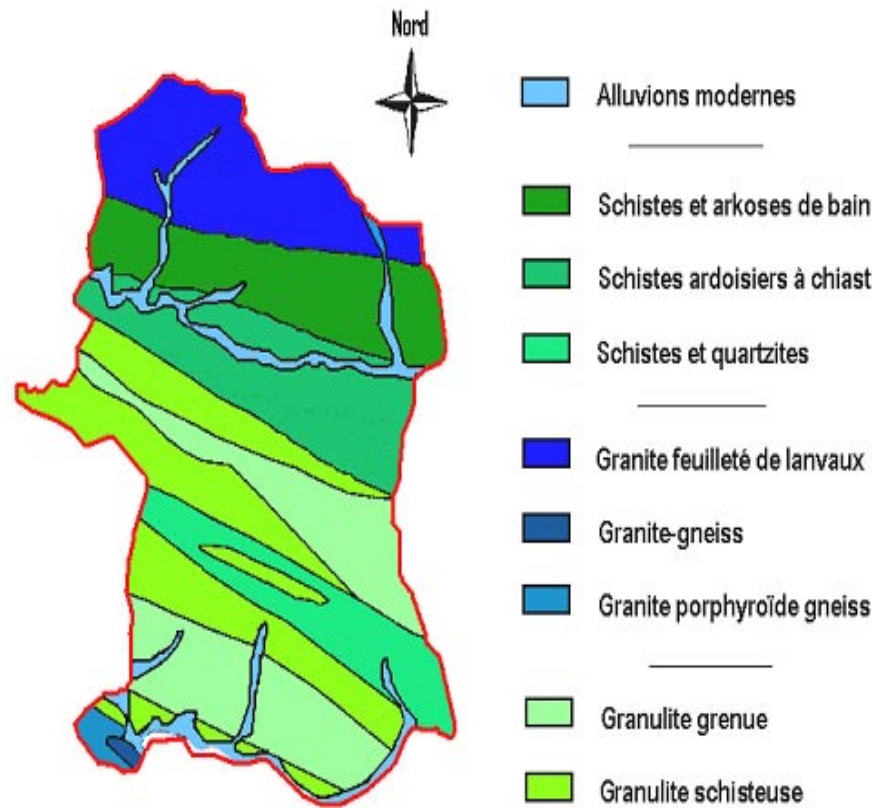 Nord
Alluvions modernes
Schistes et arkoses de bain
Schistes ardoisiers à chiast
Schistes et quartzites
Granite feuilleté de lanvaux
Granite-gneiss
Granite porphyroïde gneiss
Granulite grenue
Granulite schisteuse